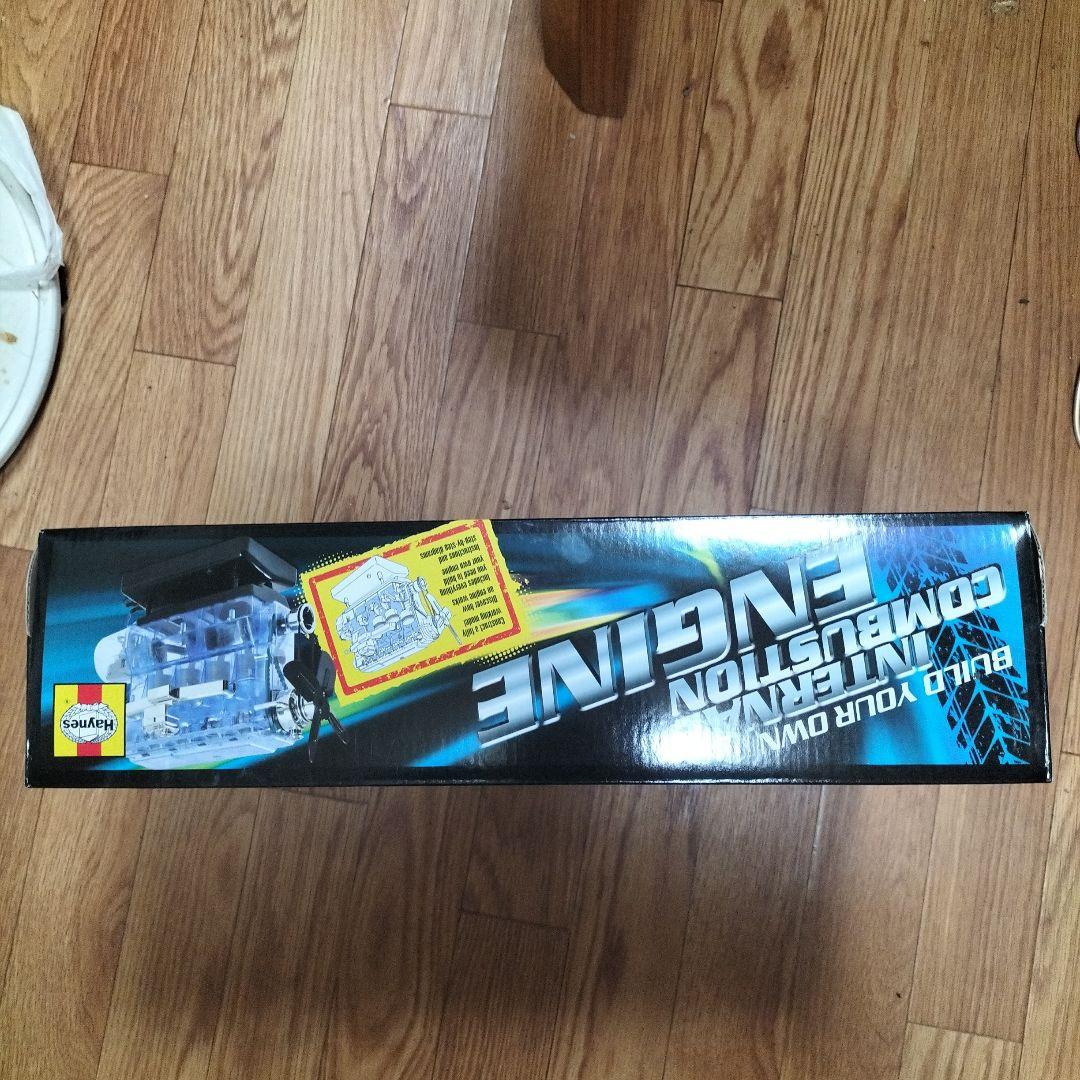 BUILD YOUR OWN
INTERNAL
COMBUSTION
ENGINE
Construct a fully
working model
Discover how
an engine works
Includes everything
you need to build
your own engine
Instructions and
step by step diagrams
Haynes
®